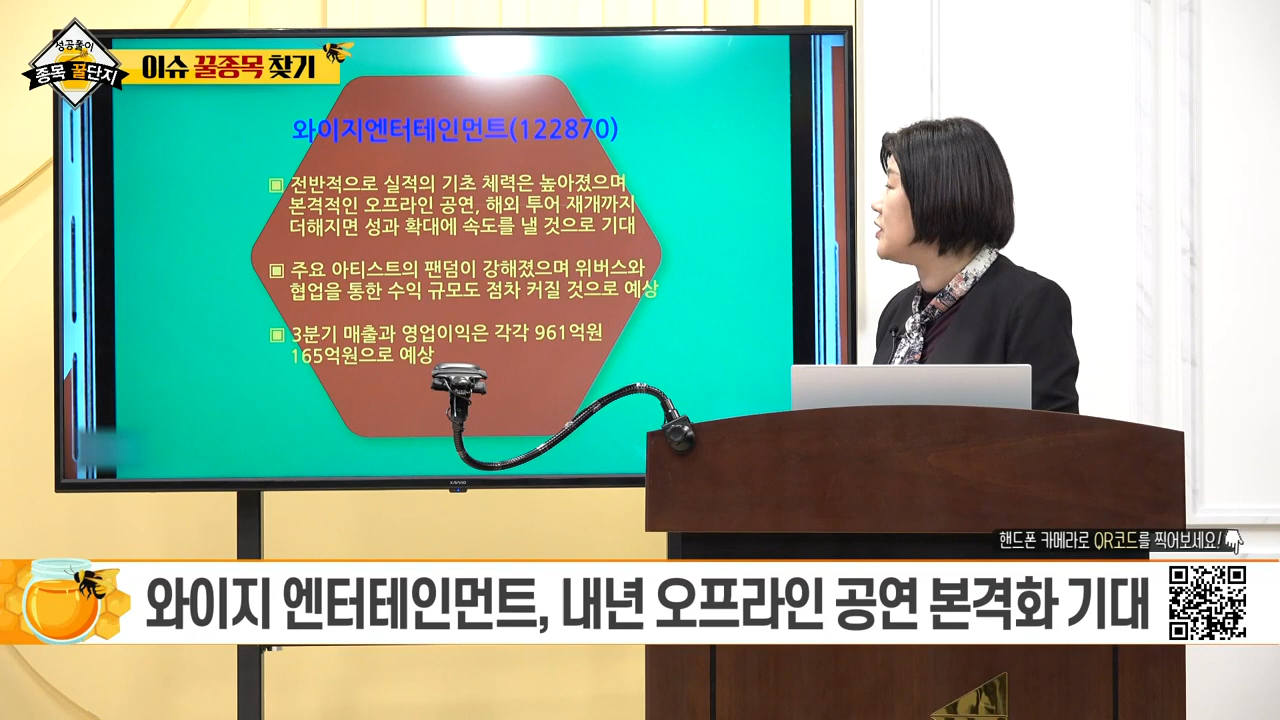 성공풀이
종목 꿀단지
이슈 꿀종목 찾기
와이지엔터테인먼트(122870)
▣ 전반적으로 실적의 기초 체력은 높아졌으며
본격적인 오프라인 공연, 해외 투어 재개까지
더해지면 성과 확대에 속도를 낼 것으로 기대
▣ 주요 아티스트의 팬덤이 강해졌으며 위버스와
협업을 통한 수익 규모도 점차 커질 것으로 예상
▣ 3분기 매출과 영업이익은 각각 961억원
165억원으로 예상
핸드폰 카메라로 QR코드를 찍어보세요!
와이지 엔터테인먼트, 내년 오프라인 공연 본격화 기대